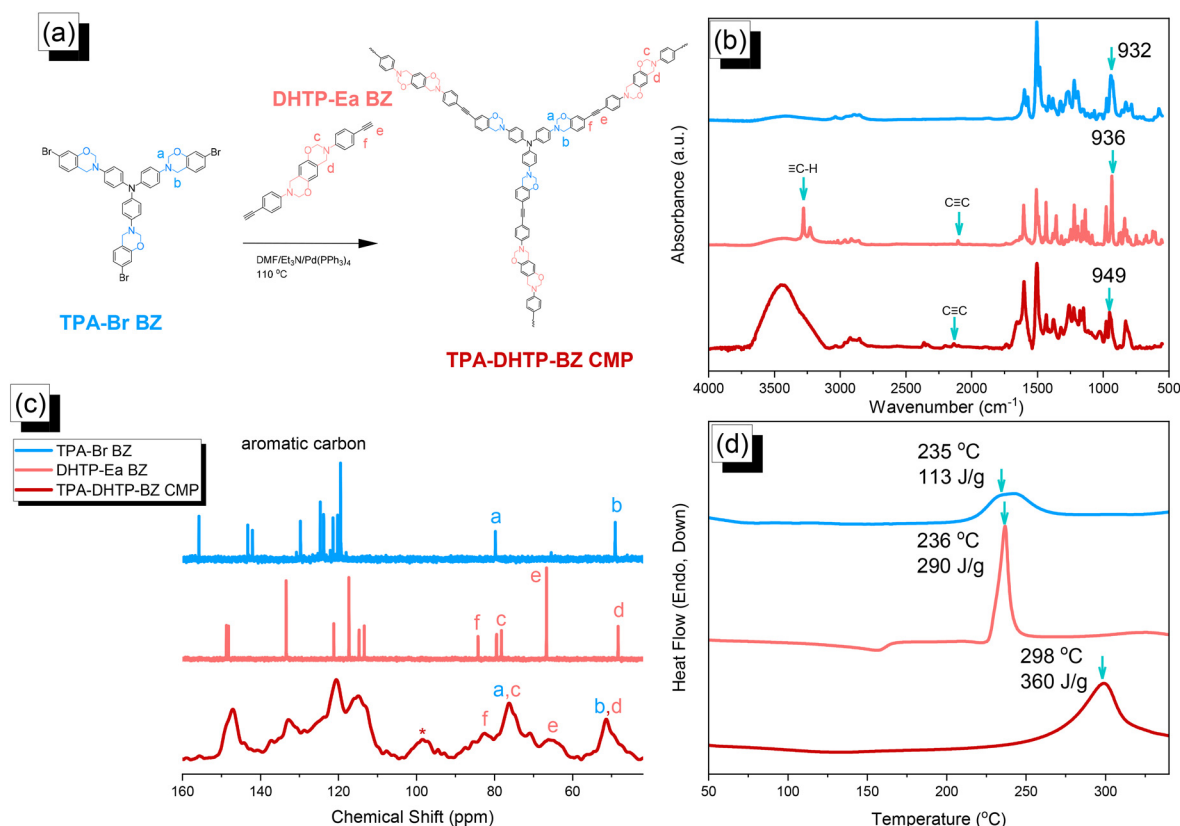 (a)
DHTP-Ea BZ
c
e
f
d
N
O
O
N
Br
O
a
O
Br
N
N
b
N
N
O
Br
DMF/Et₃N/Pd(PPh₃)₄
110 °C
TPA-Br BZ
c
d
a
e
f
b
N
O
TPA-DHTP-BZ CMP
(b)
932
936
≡C-H
C≡C
949
C≡C
Absorbance (a.u.)
4000 3500 3000 2500 2000 1500 1000 500
Wavenumber (cm⁻¹)
(c)
TPA-Br BZ
DHTP-Ea BZ
TPA-DHTP-BZ CMP
aromatic carbon
a
b
e
f
c
d
a,c
b,d
f
e
*
160 140 120 100 80 60
Chemical Shift (ppm)
(d)
235 °C
113 J/g
236 °C
290 J/g
298 °C
360 J/g
Heat Flow (Endo, Down)
50 100 150 200 250 300
Temperature (°C)